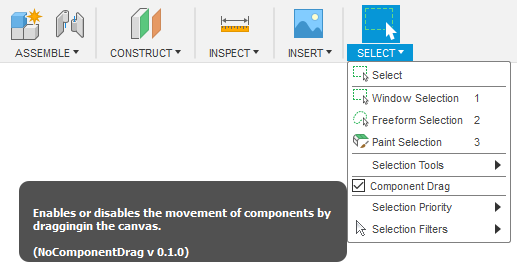 ASSEMBLE CONSTRUCT INSPECT INSERT SELECT
Select
Window Selection 1
Freeform Selection 2
Paint Selection 3
Selection Tools
Component Drag
Selection Priority
Selection Filters
Enables or disables the movement of components by
draggingin the canvas.
(NoComponentDrag v 0.1.0)